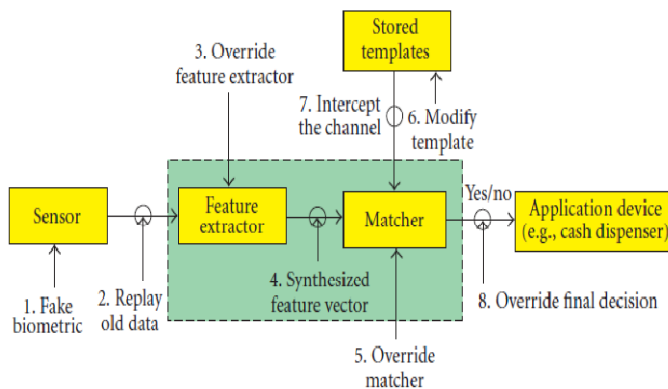 3. Override
feature extractor
Stored
templates
7. Intercept
the channel
6. Modify
template
Sensor
Feature
extractor
Matcher
Yes/no
Application device
(e.g., cash dispenser)
1. Fake
biometric
2. Replay
old data
4. Synthesized
feature vector
5. Override
matcher
8. Override final decision